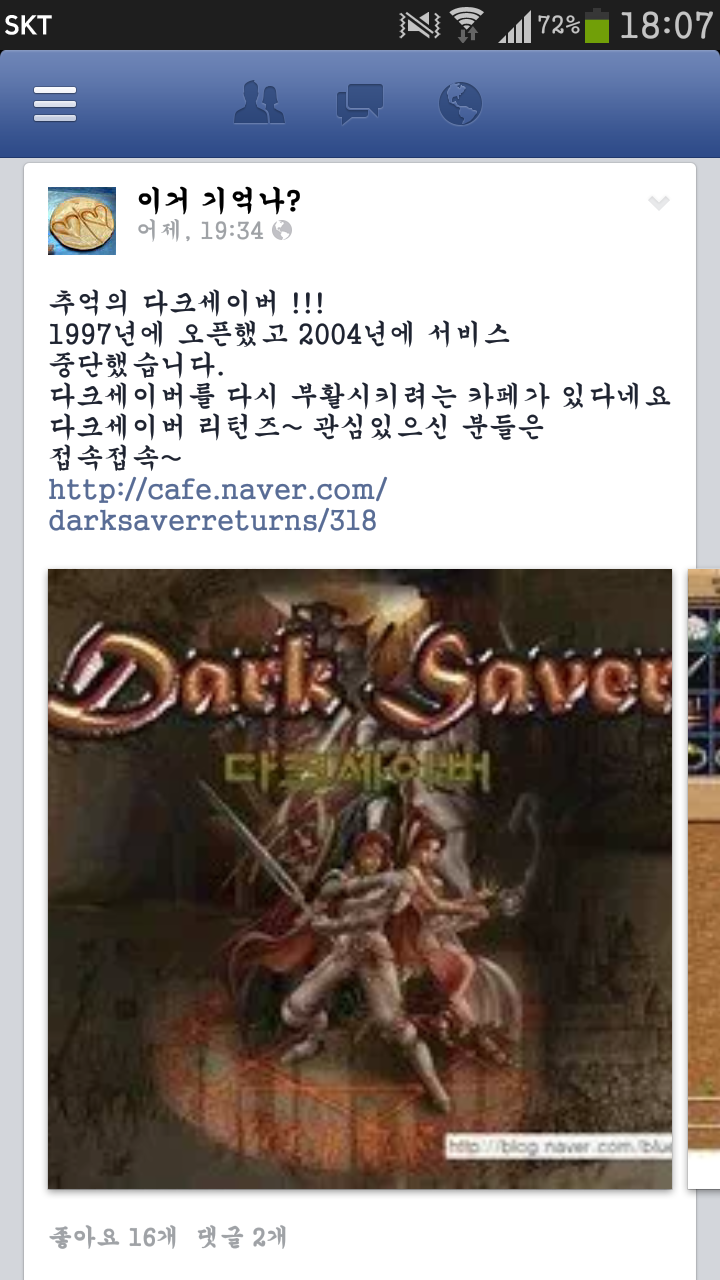 SKT 72% 18:07
이거 기억나?
어제, 19:34
추억의 다크세이버 !!!
1997년에 오픈했고 2004년에 서비스
중단했습니다.
다크세이버를 다시 부활시키려는 카페가 있다네요
다크세이버 리턴즈~ 관심있으신 분들은
접속접속~
http://cafe.naver.com/
darksaverreturns/318
Dark Saver
다크세이버
http://blog.naver.com/blue
좋아요 16개 댓글 2개